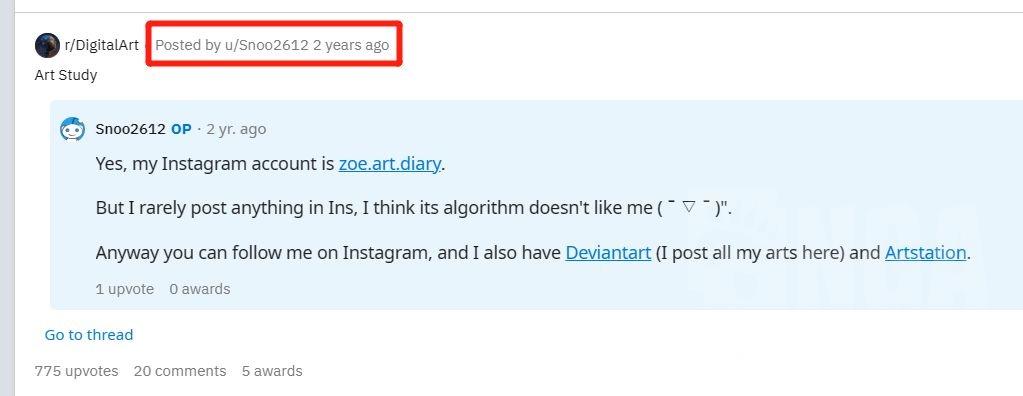 r/DigitalArt · Posted by u/Snoo2612 2 years ago
Art Study
Snoo2612 OP · 2 yr. ago
Yes, my Instagram account is zoe.art.diary.
But I rarely post anything in Ins, I think its algorithm doesn't like me ( ¯ ▽ ¯ )".
Anyway you can follow me on Instagram, and I also have Deviantart (I post all my arts here) and Artstation.
1 upvote 0 awards
NGA
Go to thread
775 upvotes 20 comments 5 awards